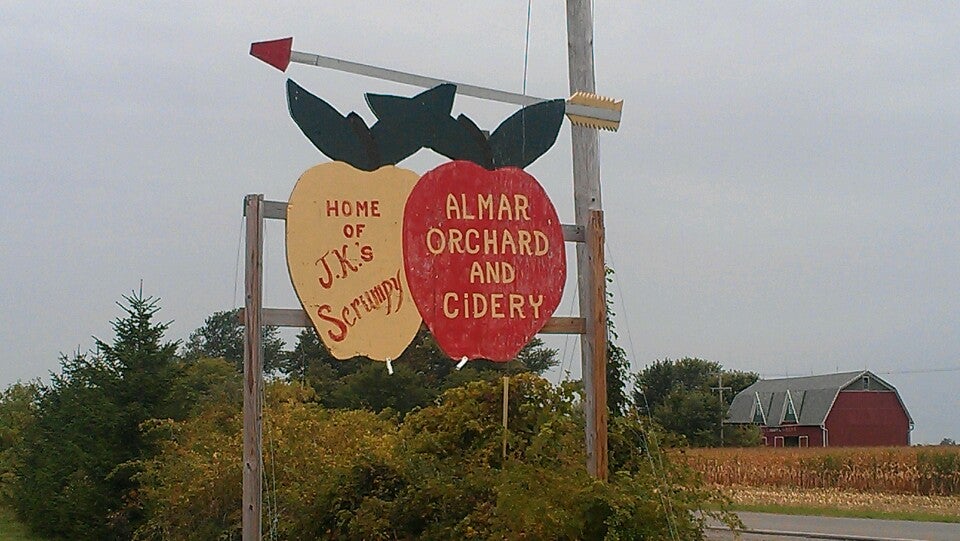 HOME
OF
J.K.'s
Scrumpy
ALMAR
ORCHARD
AND
CiDERY